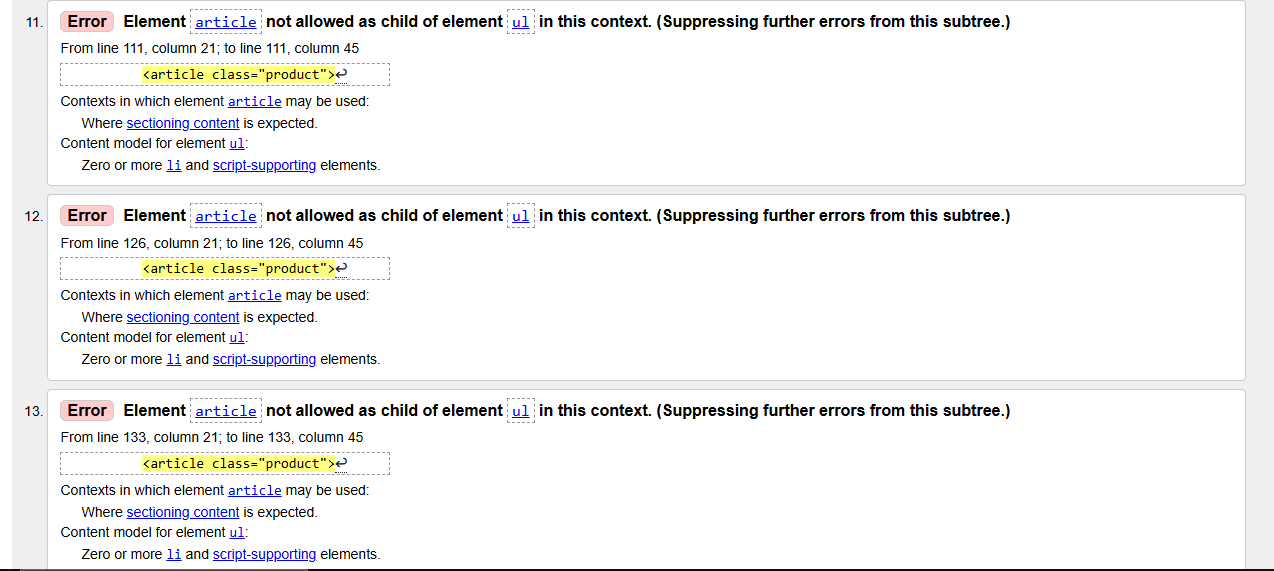 11. Error Element article not allowed as child of element ul in this context. (Suppressing further errors from this subtree.)
From line 111, column 21; to line 111, column 45
<article class="product">↩
Contexts in which element article may be used:
Where sectioning content is expected.
Content model for element ul:
Zero or more li and script-supporting elements.
12. Error Element article not allowed as child of element ul in this context. (Suppressing further errors from this subtree.)
From line 126, column 21; to line 126, column 45
<article class="product">↩
Contexts in which element article may be used:
Where sectioning content is expected.
Content model for element ul:
Zero or more li and script-supporting elements.
13. Error Element article not allowed as child of element ul in this context. (Suppressing further errors from this subtree.)
From line 133, column 21; to line 133, column 45
<article class="product">↩
Contexts in which element article may be used:
Where sectioning content is expected.
Content model for element ul:
Zero or more li and script-supporting elements.